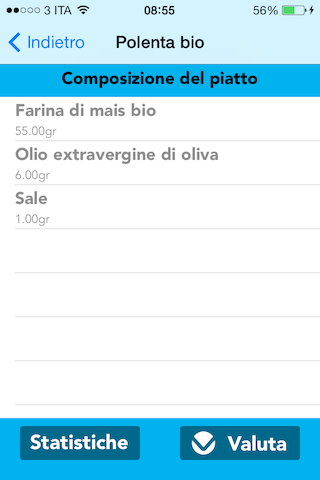 3 ITA 08:55 56%
Indietro Polenta bio
Composizione del piatto
Farina di mais bio
55.00gr
Olio extravergine di oliva
6.00gr
Sale
1.00gr
Statistiche Valuta